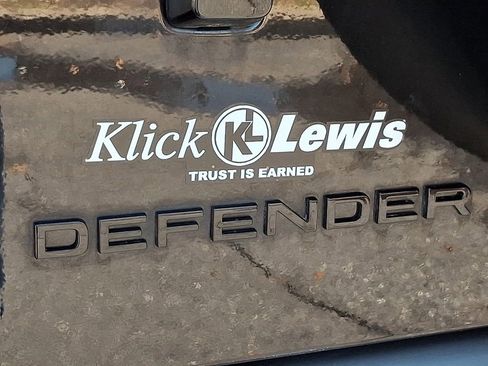 Klick KL Lewis
TRUST IS EARNED
DEFENDER